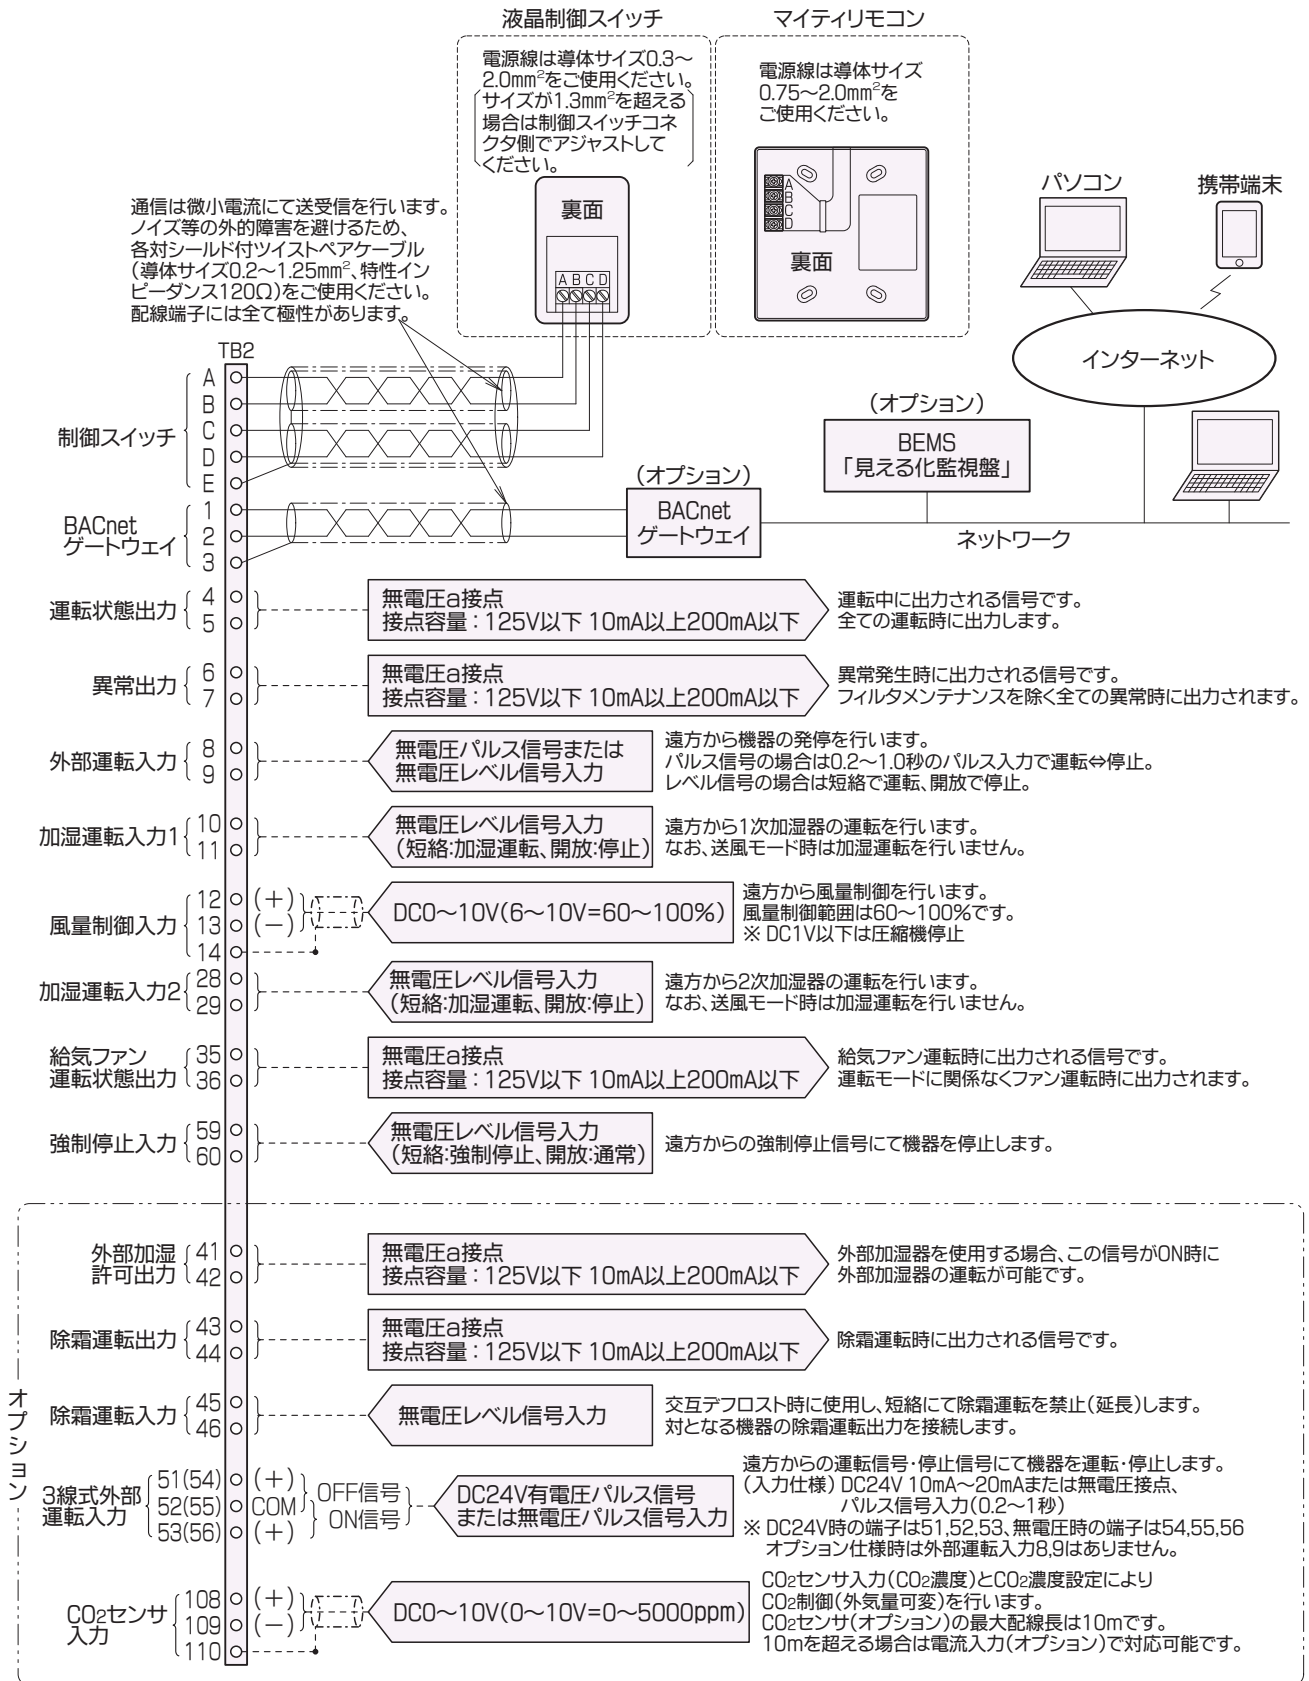 液晶制御スイッチ
電源線は導体サイズ0.3～
2.0mm²をご使用ください。
サイズが1.3mm²を超える
場合は制御スイッチコネ
クタ側でアジャストして
ください。
裏面
A B C D
マイティリモコン
電源線は導体サイズ
0.75～2.0mm²を
ご使用ください。
A
B
C
D
裏面
パソコン
携帯端末
インターネット
通信は微小電流にて送受信を行います。
ノイズ等の外的障害を避けるため、
各対シールド付ツイストペアケーブル
(導体サイズ0.2～1.25mm²、特性イン
ピーダンス120Ω)をご使用ください。
配線端子には全て極性があります。
TB2
制御スイッチ
A
B
C
D
E
BACnet
ゲートウェイ
1
2
3
(オプション)
BACnet
ゲートウェイ
(オプション)
BEMS
「見える化監視盤」
ネットワーク
運転状態出力
4
5
無電圧a接点
接点容量：125V以下 10mA以上200mA以下
運転中に出力される信号です。
全ての運転時に出力します。
異常出力
6
7
無電圧a接点
接点容量：125V以下 10mA以上200mA以下
異常発生時に出力される信号です。
フィルタメンテナンスを除く全ての異常時に出力されます。
外部運転入力
8
9
無電圧パルス信号または
無電圧レベル信号入力
遠方から機器の発停を行います。
パルス信号の場合は0.2～1.0秒のパルス入力で運転⇔停止。
レベル信号の場合は短絡で運転、開放で停止。
加湿運転入力1
10
11
無電圧レベル信号入力
(短絡:加湿運転、開放:停止)
遠方から1次加湿器の運転を行います。
なお、送風モード時は加湿運転を行いません。
風量制御入力
12 (+)
13 (−)
14
DC0～10V(6～10V=60～100%)
遠方から風量制御を行います。
風量制御範囲は60～100%です。
※ DC1V以下は圧縮機停止
加湿運転入力2
28
29
無電圧レベル信号入力
(短絡:加湿運転、開放:停止)
遠方から2次加湿器の運転を行います。
なお、送風モード時は加湿運転を行いません。
給気ファン
運転状態出力
35
36
無電圧a接点
接点容量：125V以下 10mA以上200mA以下
給気ファン運転時に出力される信号です。
運転モードに関係なくファン運転時に出力されます。
強制停止入力
59
60
無電圧レベル信号入力
(短絡:強制停止、開放:通常)
遠方からの強制停止信号にて機器を停止します。
オプション
外部加湿
許可出力
41
42
無電圧a接点
接点容量：125V以下 10mA以上200mA以下
外部加湿器を使用する場合、この信号がON時に
外部加湿器の運転が可能です。
除霜運転出力
43
44
無電圧a接点
接点容量：125V以下 10mA以上200mA以下
除霜運転時に出力される信号です。
除霜運転入力
45
46
無電圧レベル信号入力
交互デフロスト時に使用し、短絡にて除霜運転を禁止(延長)します。
対となる機器の除霜運転出力を接続します。
3線式外部
運転入力
51(54) (+)
52(55) COM
53(56) (+)
OFF信号
ON信号
DC24V有電圧パルス信号
または無電圧パルス信号入力
遠方からの運転信号・停止信号にて機器を運転・停止します。
(入力仕様) DC24V 10mA～20mAまたは無電圧接点、
パルス信号入力(0.2～1秒)
※ DC24V時の端子は51,52,53、無電圧時の端子は54,55,56
オプション仕様時は外部運転入力8,9はありません。
CO₂センサ
入力
108 (+)
109 (−)
110
DC0～10V(0～10V=0～5000ppm)
CO₂センサ入力(CO₂濃度)とCO₂濃度設定により
CO₂制御(外気量可変)を行います。
CO₂センサ(オプション)の最大配線長は10mです。
10mを超える場合は電流入力(オプション)で対応可能です。